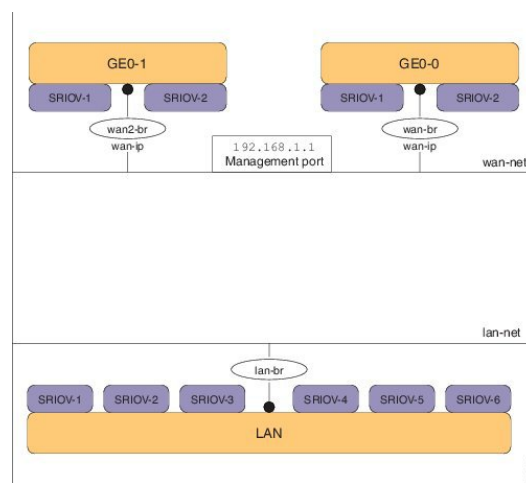 GE0-1
GE0-0
SRIOV-1
SRIOV-2
SRIOV-1
SRIOV-2
wan2-br
wan-br
wan-ip
192.168.1.1
wan-ip
Management port
wan-net
lan-net
lan-br
SRIOV-1
SRIOV-2
SRIOV-3
SRIOV-4
SRIOV-5
SRIOV-6
LAN